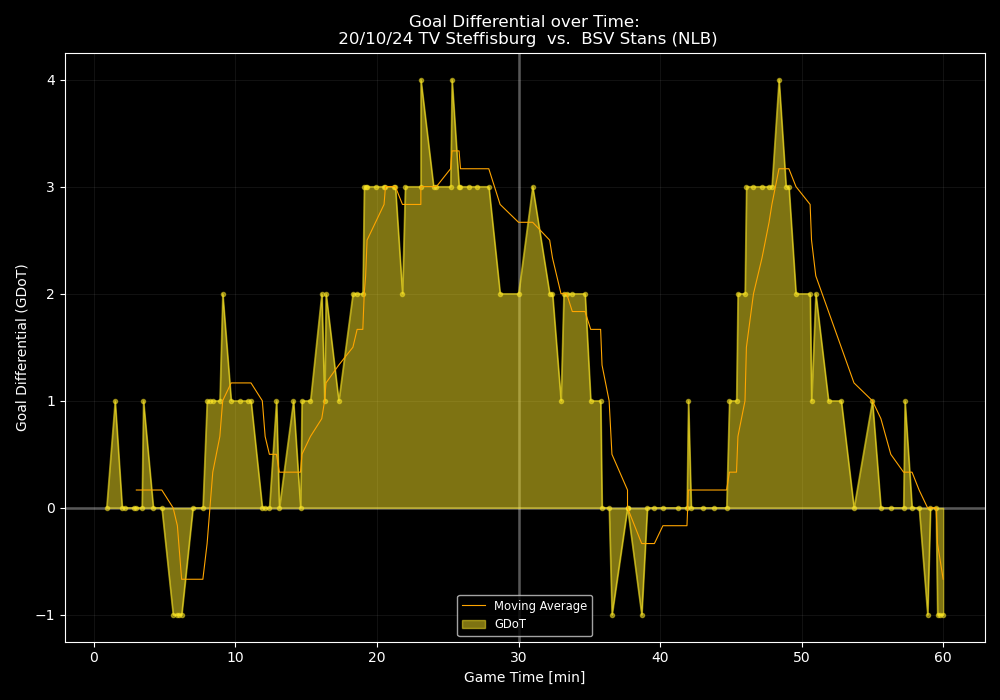 Goal Differential over Time:
20/10/24 TV Steffisburg  vs.  BSV Stans (NLB)
Goal Differential (GDoT)
4
3
2
1
0
−1
Moving Average
GDoT
0 10 20 30 40 50 60
Game Time [min]